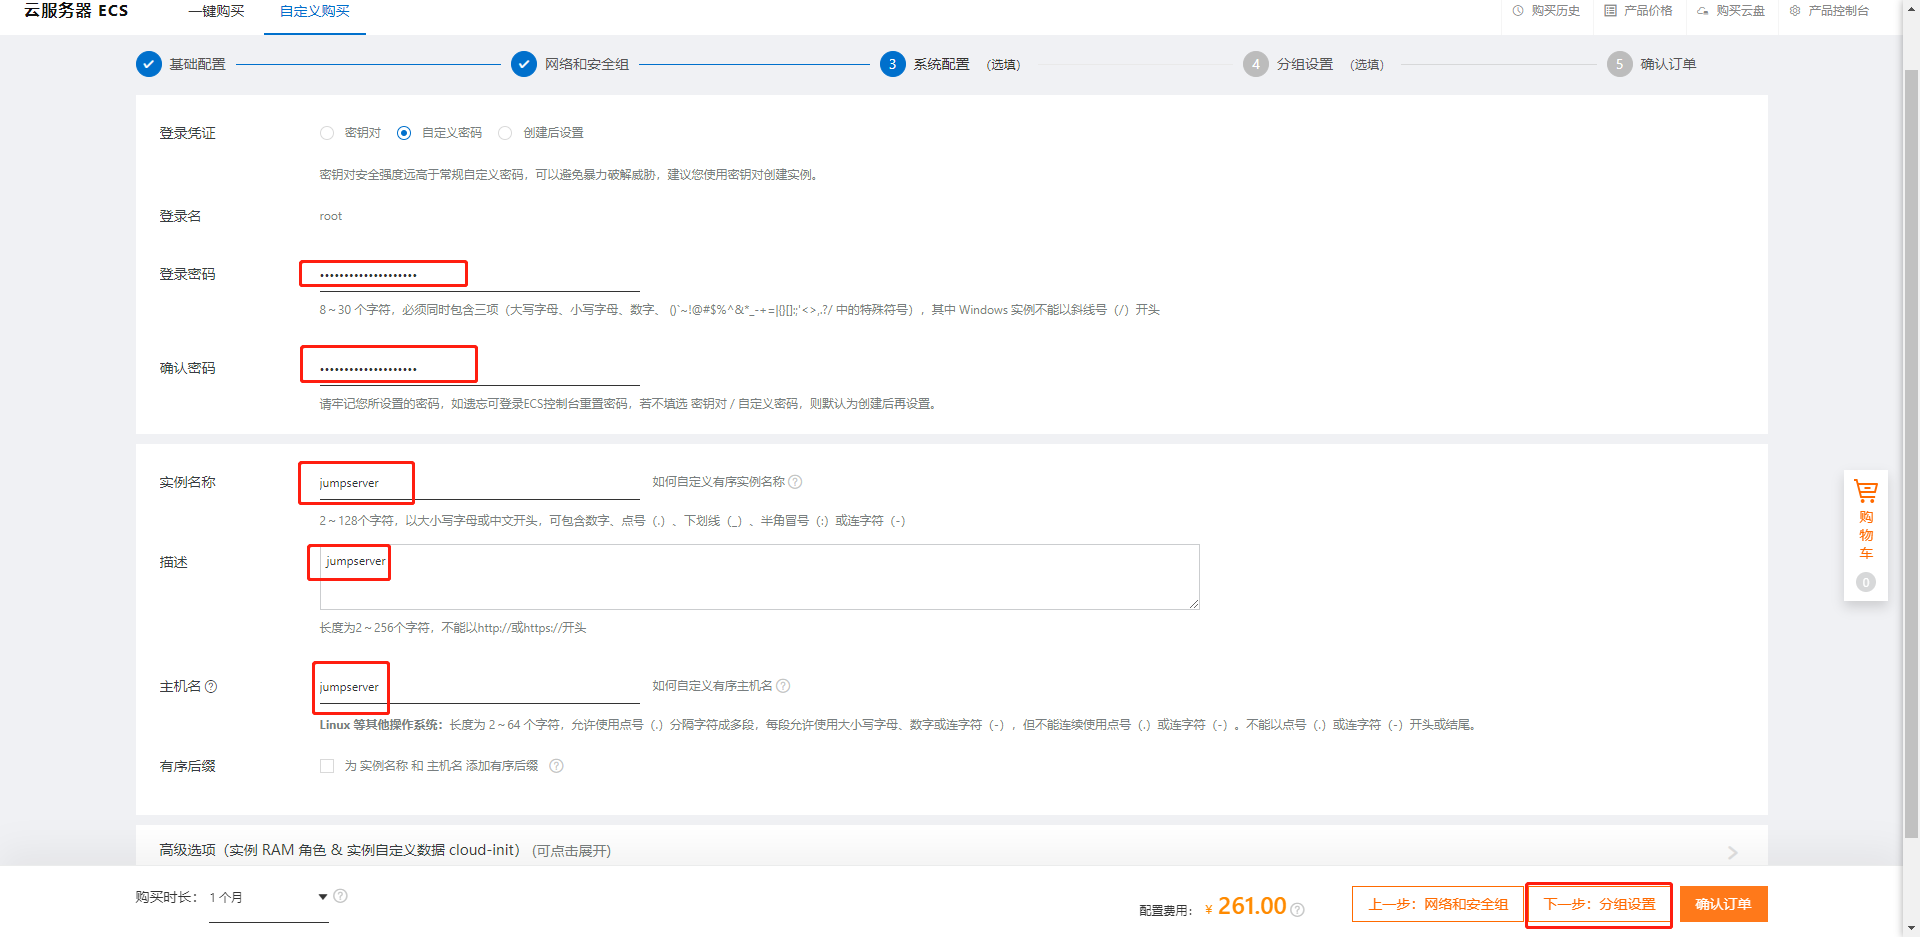 云服务器 ECS 一键购买 自定义购买 购买历史 产品价格 购买云盘 产品控制台
基础配置 网络和安全组 3 系统配置 (选填) 4 分组设置 (选填) 5 确认订单
登录凭证 密钥对 自定义密码 创建后设置
密钥对安全强度远高于常规自定义密码，可以避免暴力破解威胁，建议您使用密钥对创建实例。
登录名 root
登录密码 ••••••••••••••••••••
8～30 个字符，必须同时包含三项（大写字母、小写字母、数字、 ()`~!@#$%^&*_-+=|{}[]:;'<>,.?/ 中的特殊符号），其中 Windows 实例不能以斜线号（/）开头
确认密码 ••••••••••••••••••••
请牢记您所设置的密码，如遗忘可登录ECS控制台重置密码，若不填选 密钥对 / 自定义密码，则默认为创建后再设置。
实例名称 jumpserver 如何自定义有序实例名称 ?
2～128个字符，以大小写字母或中文开头，可包含数字、点号（.）、下划线（_）、半角冒号（:）或连字符（-）
描述 jumpserver
长度为2～256个字符，不能以http://或https://开头
主机名 ? jumpserver 如何自定义有序主机名 ?
Linux 等其他操作系统：长度为 2～64 个字符，允许使用点号（.）分隔字符成多段，每段允许使用大小写字母、数字或连字符（-），但不能连续使用点号（.）或连字符（-）。不能以点号（.）或连字符（-）开头或结尾。
有序后缀 为 实例名称 和 主机名 添加有序后缀 ?
高级选项（实例 RAM 角色 & 实例自定义数据 cloud-init） (可点击展开)
购买时长： 1 个月 ? 配置费用： ¥ 261.00 ? 上一步：网络和安全组 下一步：分组设置 确认订单
购
物
车
0